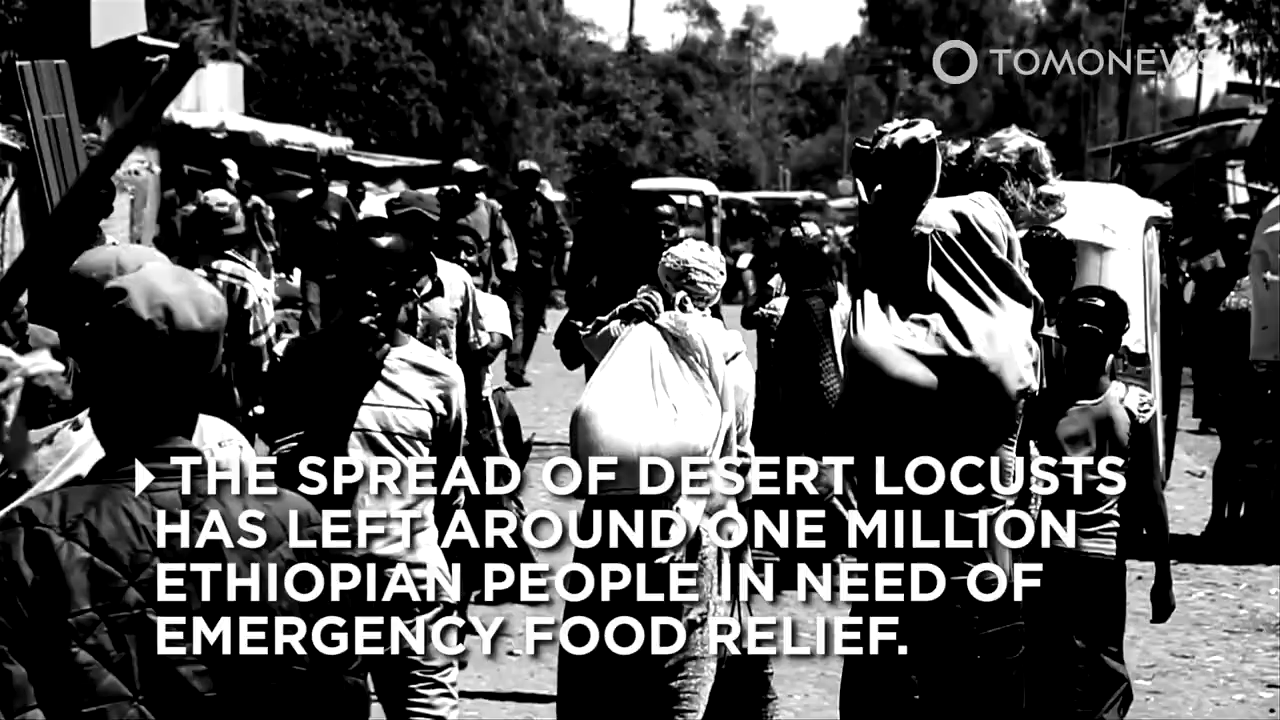 TOMONEWS
THE SPREAD OF DESERT LOCUSTS
HAS LEFT AROUND ONE MILLION
ETHIOPIAN PEOPLE IN NEED OF
EMERGENCY FOOD RELIEF.